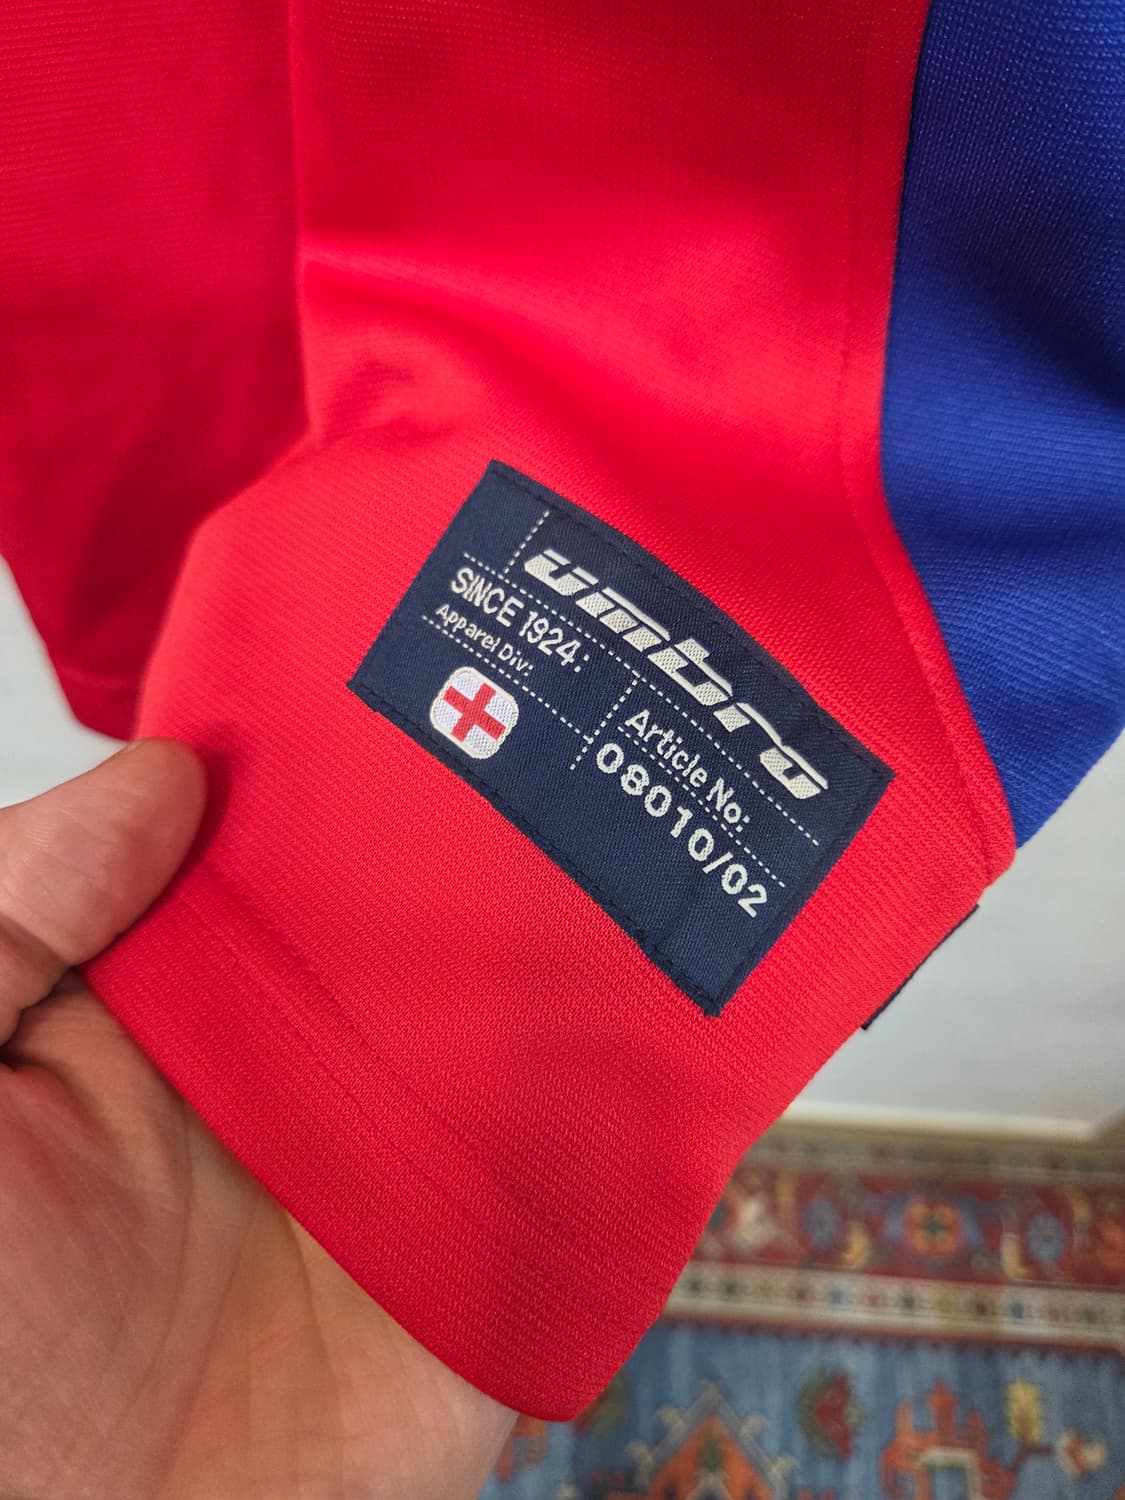 umbro
SINCE 1924:
Apparel Div:
Article No:
08010/02